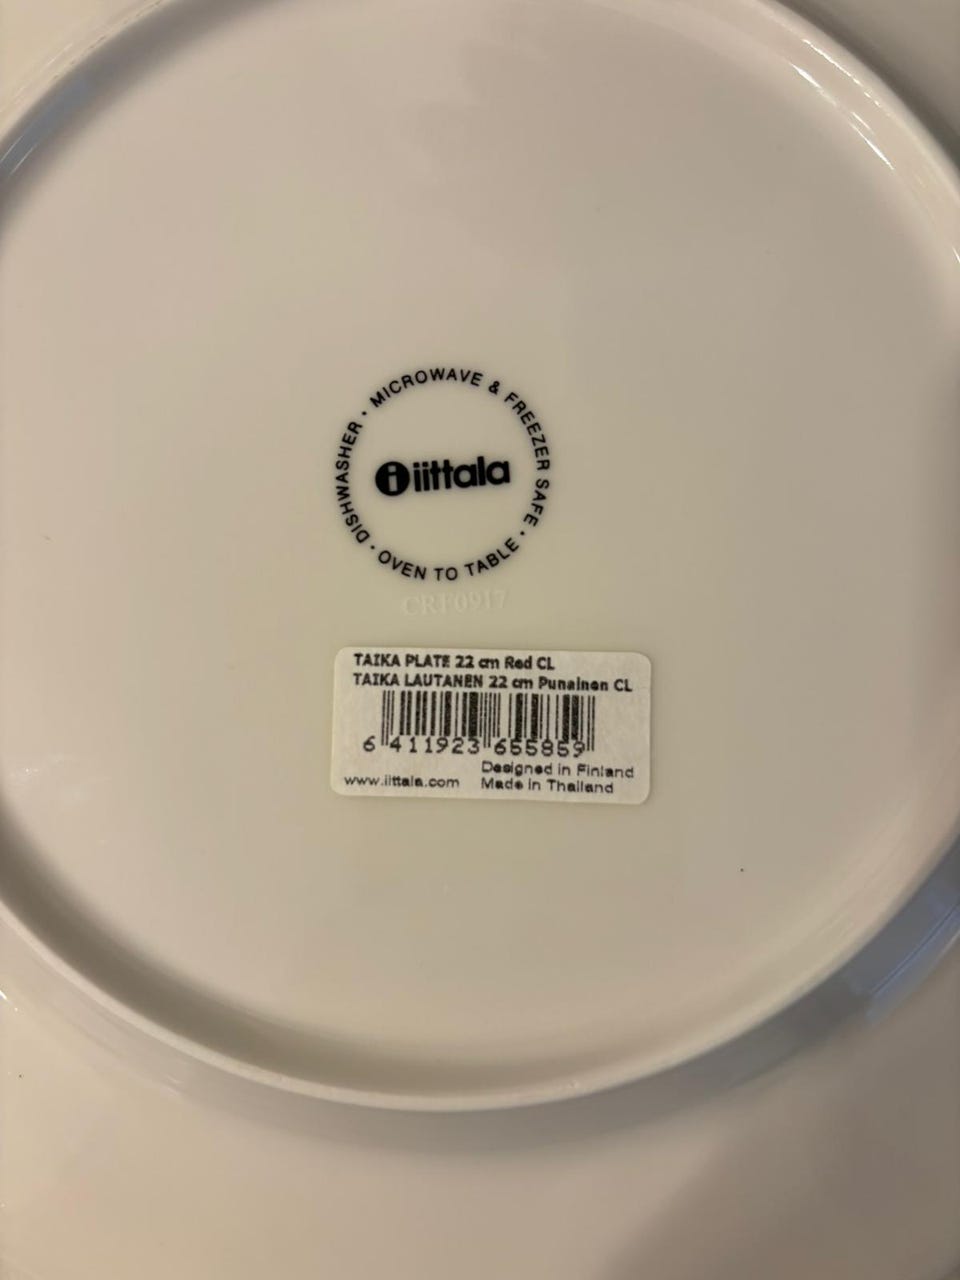 MICROWAVE & FREEZER SAFE · OVEN TO TABLE · DISHWASHER ·
iittala
CRT0917
TAIKA PLATE 22 cm Red CL
TAIKA LAUTANEN 22 cm Punainen CL
6 411923 655859
Designed in Finland
www.iittala.com Made in Thailand